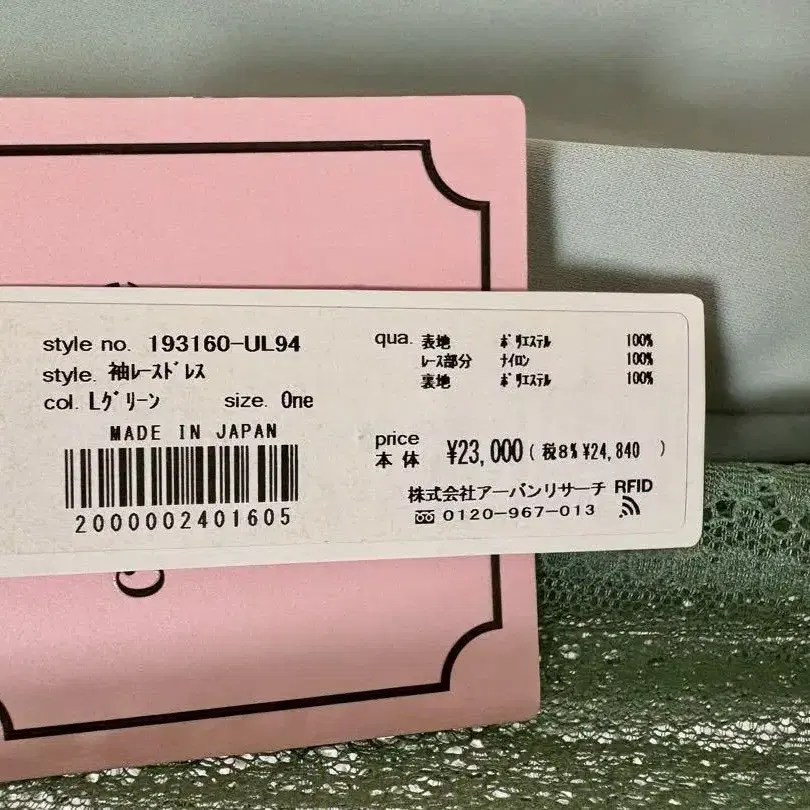 style no. 193160-UL94
style. 袖ﾚｰｽﾄﾞﾚｽ
col. Lｸﾞﾘｰﾝ size. One
MADE IN JAPAN
2000002401605
qua. 表地 ﾎﾟﾘｴｽﾃﾙ 100%
ﾚｰｽ部分 ﾅｲﾛﾝ 100%
裏地 ﾎﾟﾘｴｽﾃﾙ 100%
price
本体 ¥23,000 ( 税8% ¥24,840 )
株式会社アーバンリサーチ RFID
0120-967-013